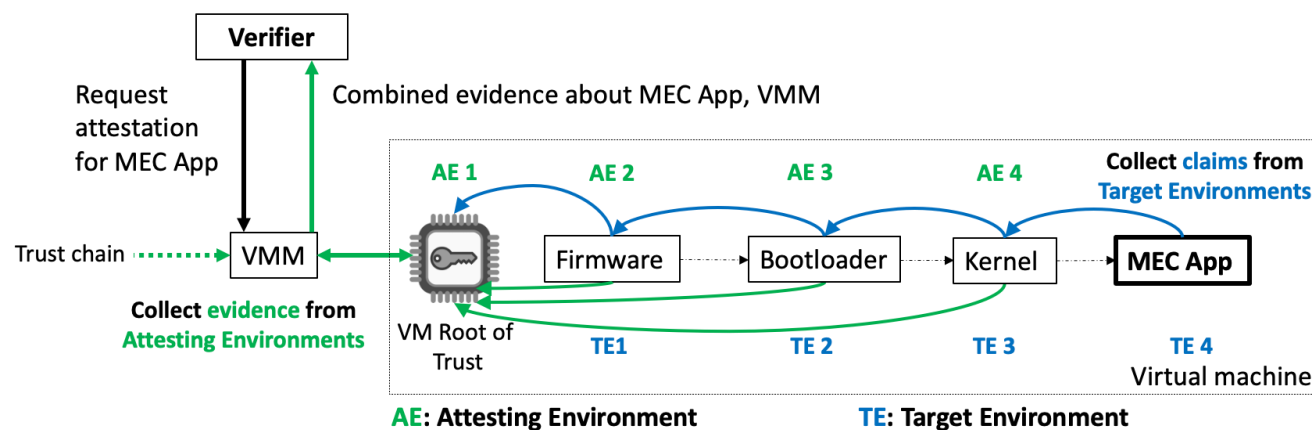 Verifier
Request
attestation
for MEC App
Combined evidence about MEC App, VMM
AE 1
AE 2
AE 3
AE 4
Collect claims from
Target Environments
Trust chain
VMM
Firmware
Bootloader
Kernel
MEC App
Collect evidence from
Attesting Environments
VM Root of
Trust
TE1
TE 2
TE 3
TE 4
Virtual machine
AE: Attesting Environment
TE: Target Environment